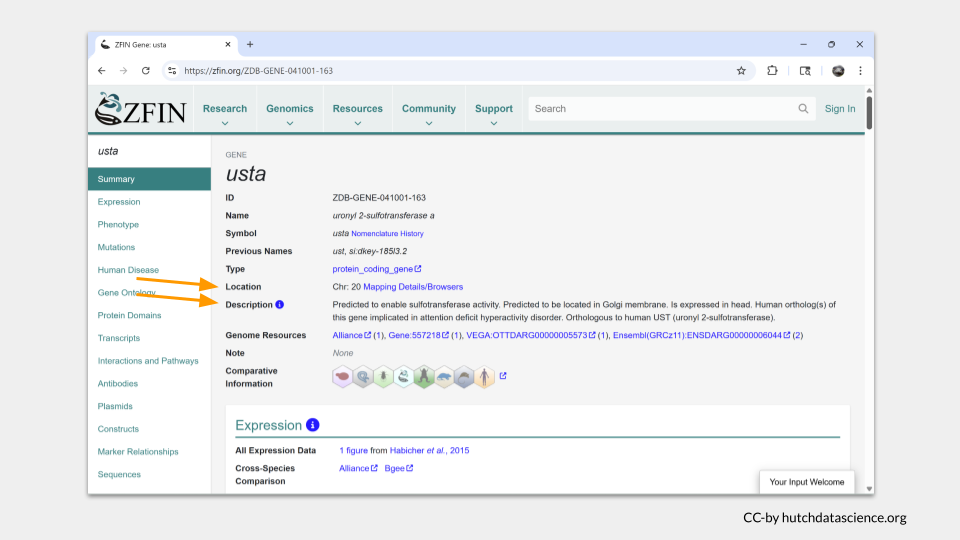 ZFIN Gene: usta
https://zfin.org/ZDB-GENE-041001-163
ZFIN
Research
Genomics
Resources
Community
Support
Search
Sign In
usta
Summary
Expression
Phenotype
Mutations
Human Disease
Gene Ontology
Protein Domains
Transcripts
Interactions and Pathways
Antibodies
Plasmids
Constructs
Marker Relationships
Sequences
GENE
usta
ID ZDB-GENE-041001-163
Name uronyl 2-sulfotransferase a
Symbol usta Nomenclature History
Previous Names ust, si:dkey-185l3.2
Type protein_coding_gene
Location Chr: 20 Mapping Details/Browsers
Description Predicted to enable sulfotransferase activity. Predicted to be located in Golgi membrane. Is expressed in head. Human ortholog(s) of
this gene implicated in attention deficit hyperactivity disorder. Orthologous to human UST (uronyl 2-sulfotransferase).
Genome Resources Alliance (1), Gene:557218 (1), VEGA:OTTDARG00000005573 (1), Ensembl(GRCz11):ENSDARG00000006044 (2)
Note None
Comparative
Information
Expression
All Expression Data 1 figure from Habicher et al., 2015
Cross-Species Alliance Bgee
Comparison
Your Input Welcome
CC-by hutchdatascience.org